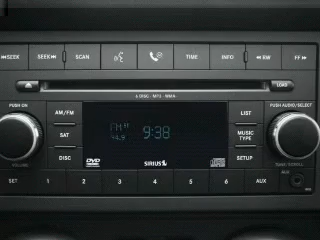 SEEK SEEK SCAN TIME INFO RW FF
LOAD
6 DISC · MP3 · WMA
PUSH ON
PUSH AUDIO/SELECT
AM/FM
LIST
9:38
SAT
MUSIC TYPE
DISC
SETUP
DVD
SIRIUS
VOLUME
TUNE/SCROLL
SET 1 2 3 4 5 6 AUX